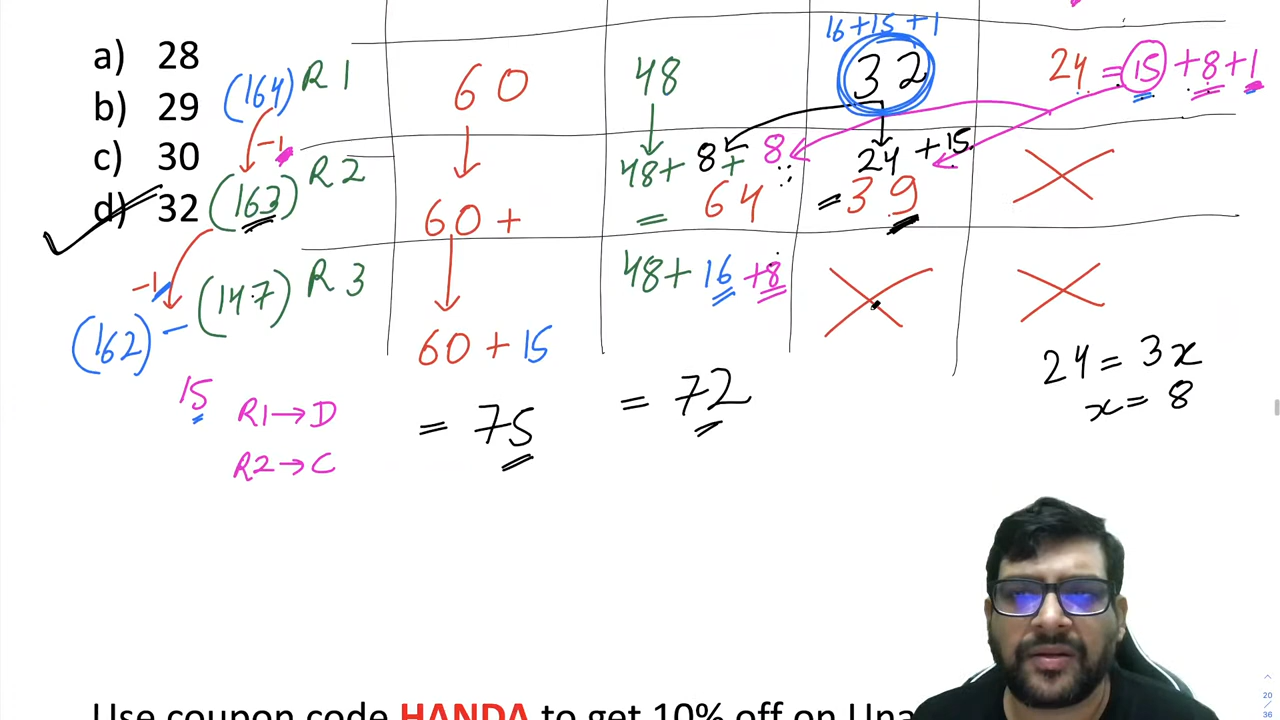 16+15+1
a) 28
(164) R 1 60 48 32 24 = 15 + 8 + 1
b) 29
-1
c) 30
(163) R 2 48+ 8+ 8 24 +15
d) 32
60 + = 64 = 39
-1 (147) R 3 48+ 16 +8
(162) - 60 + 15
24 = 3x
x = 8
15 R1→D = 75 = 72
R2→C
Use coupon code HANDA to get 10% off on Una
20
/
36